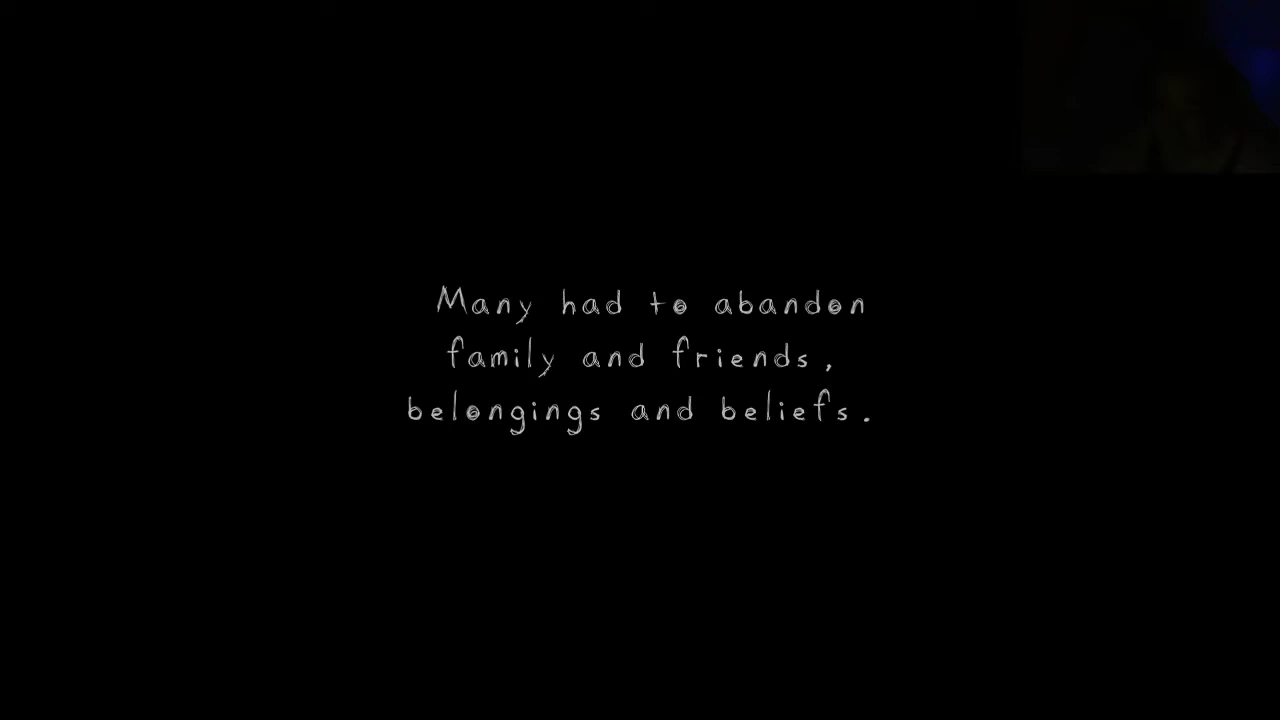 Many had to abandon
family and friends,
belongings and beliefs.